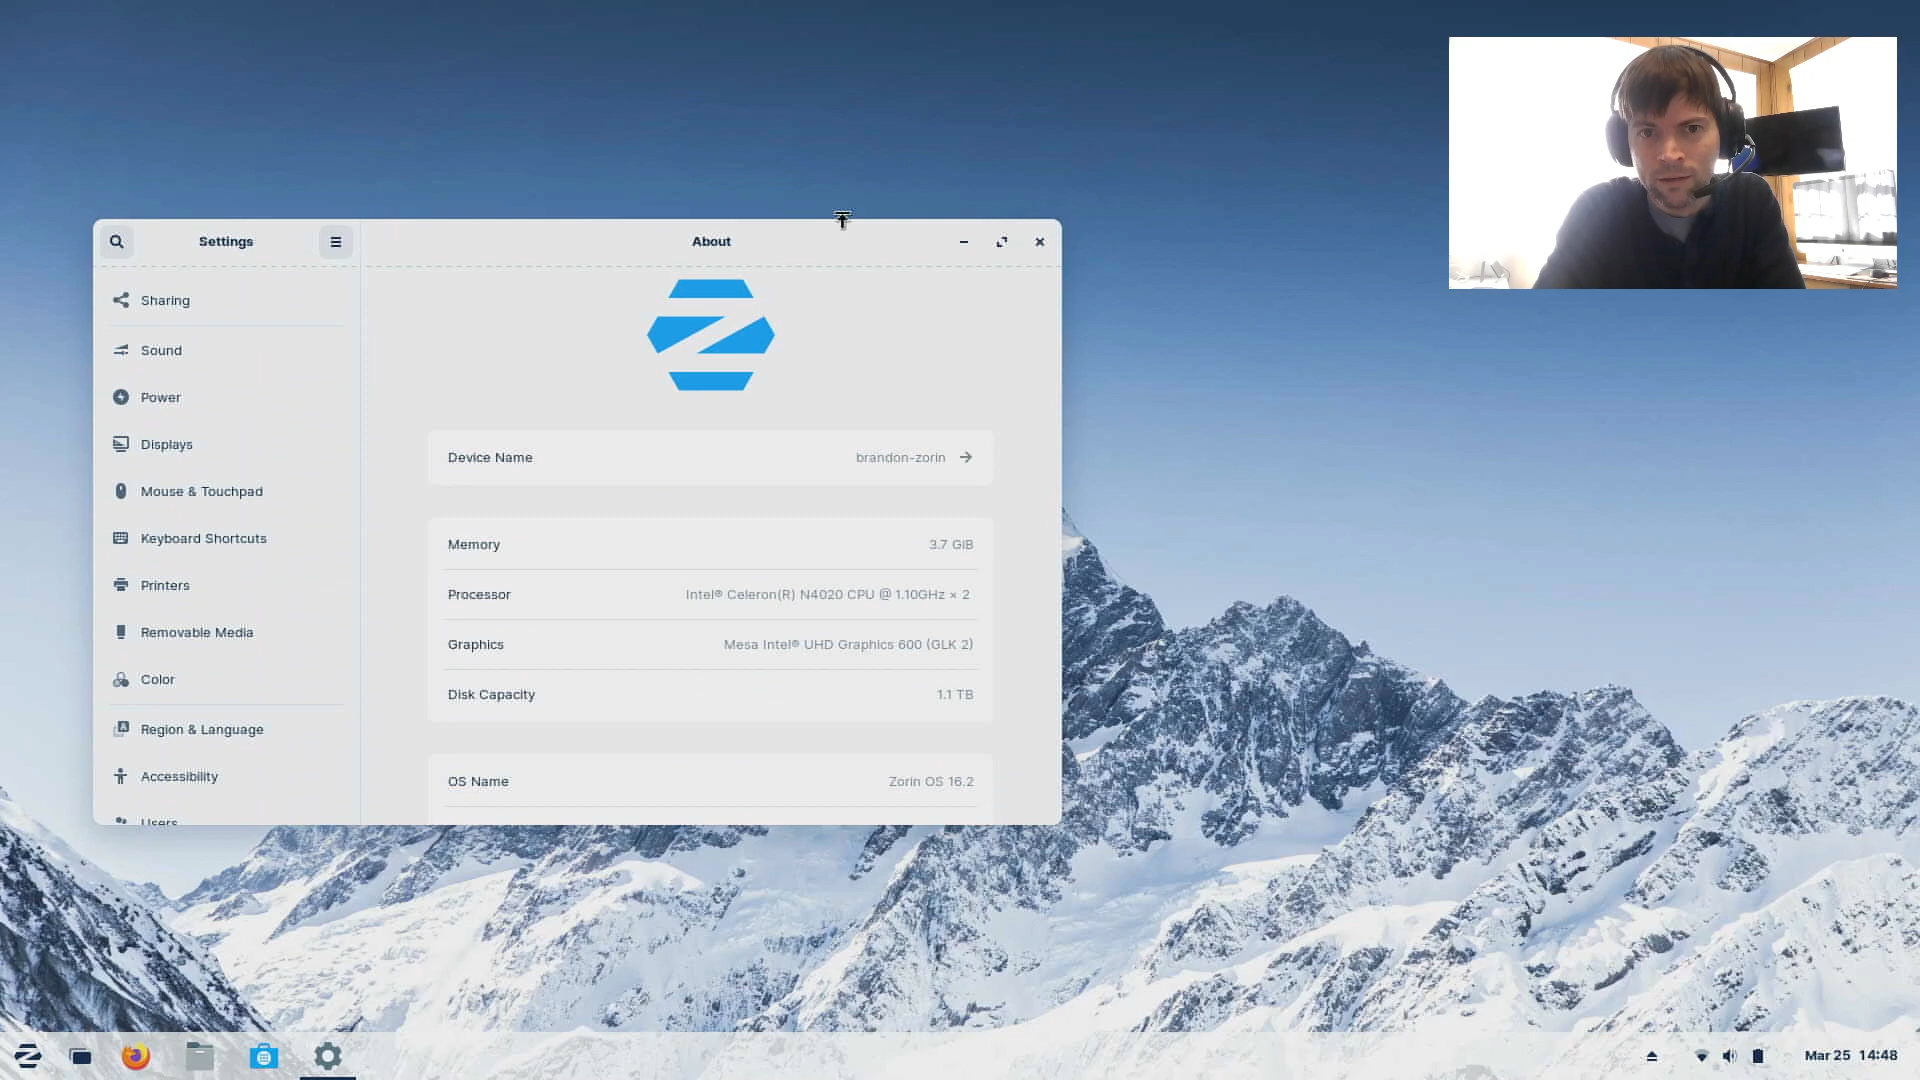 Settings
About
Sharing
Sound
Power
Displays
Mouse & Touchpad
Keyboard Shortcuts
Printers
Removable Media
Color
Region & Language
Accessibility
Users
Device Name brandon-zorin
Memory 3.7 GiB
Processor Intel® Celeron(R) N4020 CPU @ 1.10GHz × 2
Graphics Mesa Intel® UHD Graphics 600 (GLK 2)
Disk Capacity 1.1 TB
OS Name Zorin OS 16.2
Mar 25 14:48